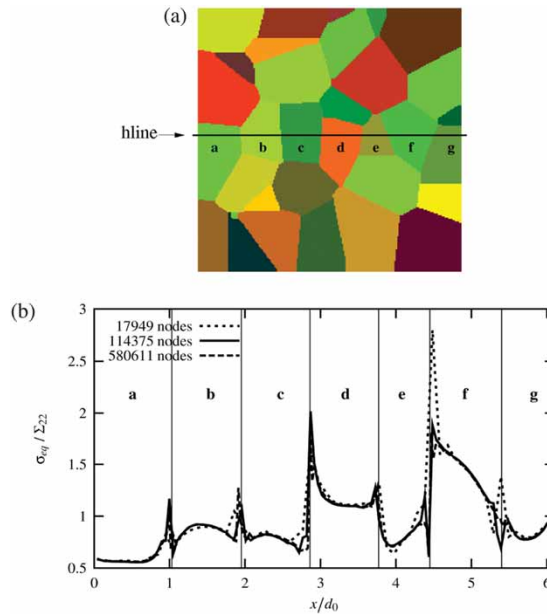 (a)
hline
a b c d e f g
(b)
3
17949 nodes
114375 nodes
580611 nodes
2.5
a b c d e f g
2
σeq / Σ22
1.5
1
0.5
0 1 2 3 4 5 6
x/d0